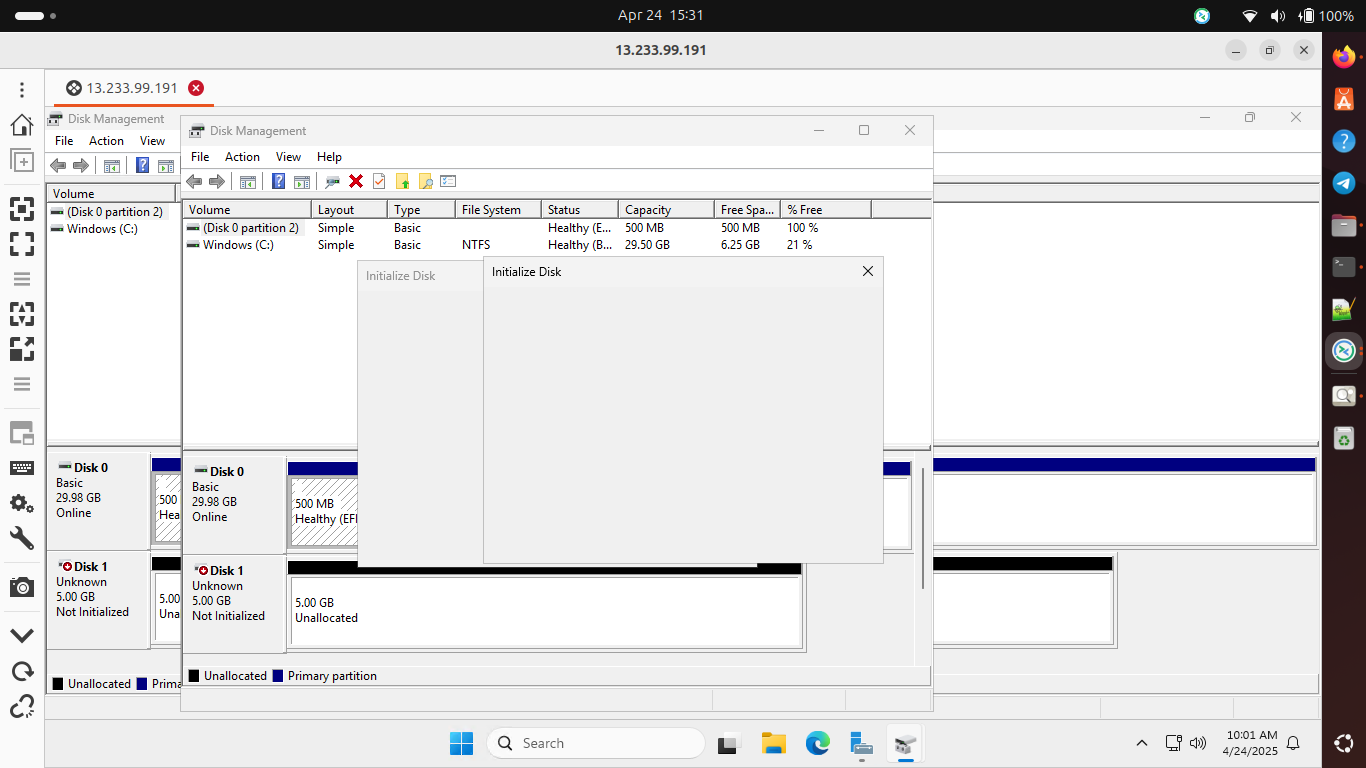 Apr 24 15:31
100%
13.233.99.191
13.233.99.191
Disk Management
File Action View
Volume
(Disk 0 partition 2)
Windows (C:)
Disk Management
File Action View Help
Volume Layout Type File System Status Capacity Free Spa... % Free
(Disk 0 partition 2) Simple Basic Healthy (E... 500 MB 500 MB 100 %
Windows (C:) Simple Basic NTFS Healthy (B... 29.50 GB 6.25 GB 21 %
Initialize Disk
Initialize Disk
Disk 0
Basic
29.98 GB
Online
500
Hea
Disk 1
Unknown
5.00 GB
Not Initialized
5.00
Una
Unallocated Prima
Disk 0
Basic
29.98 GB
Online
500 MB
Healthy (EFI
Disk 1
Unknown
5.00 GB
Not Initialized
5.00 GB
Unallocated
Unallocated Primary partition
Search
10:01 AM
4/24/2025